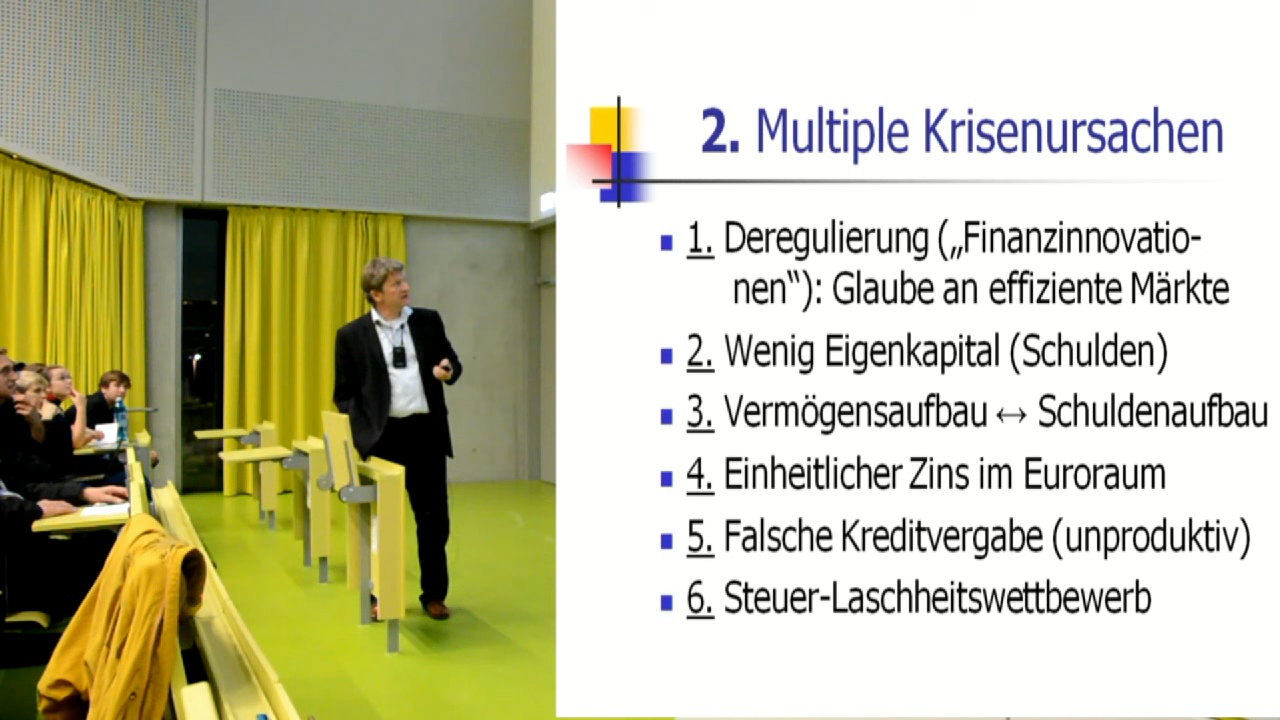 2. Multiple Krisenursachen
1. Deregulierung („Finanzinnovatio-
nen“): Glaube an effiziente Märkte
2. Wenig Eigenkapital (Schulden)
3. Vermögensaufbau ↔ Schuldenaufbau
4. Einheitlicher Zins im Euroraum
5. Falsche Kreditvergabe (unproduktiv)
6. Steuer-Laschheitswettbewerb